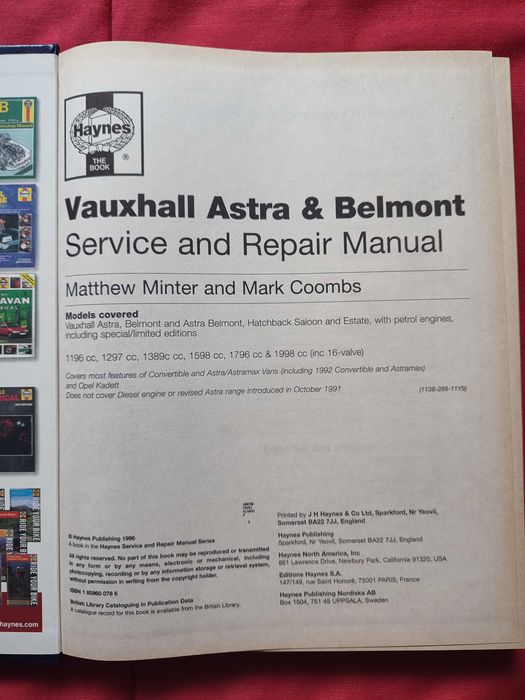 Haynes
THE
BOOK
®
Vauxhall Astra & Belmont
Service and Repair Manual
Matthew Minter and Mark Coombs
Models covered
Vauxhall Astra, Belmont and Astra Belmont, Hatchback Saloon and Estate, with petrol engines,
including special/limited editions
1196 cc, 1297 cc, 1389cc cc, 1598 cc, 1796 cc & 1998 cc (inc 16-valve)
Covers most features of Convertible and Astra/Astramax Vans (including 1992 Convertible and Astramax)
and Opel Kadett
Does not cover Diesel engine or revised Astra range introduced in October 1991
(1136-288-11Y9)
© Haynes Publishing 1996
A book in the Haynes Service and Repair Manual Series
All rights reserved. No part of this book may be reproduced or transmitted
in any form or by any means, electronic or mechanical, including
photocopying, recording or by any information storage or retrieval system,
without permission in writing from the copyright holder.
ISBN 1 85960 078 6
British Library Cataloguing in Publication Data
A catalogue record for this book is available from the British Library.
1
Printed by J H Haynes & Co Ltd, Sparkford, Nr Yeovil,
Somerset BA22 7JJ, England
Haynes Publishing
Sparkford, Nr Yeovil, Somerset BA22 7JJ, England
Haynes North America, Inc
861 Lawrence Drive, Newbury Park, California 91320, USA
Editions Haynes S.A.
147/149, rue Saint Honoré, 75001 PARIS, France
Haynes Publishing Nordiska AB
Box 1504, 751 45 UPPSALA, Sweden
B
RIDE YOUR BIKE
RIDE YOUR BIKE
haynes.com